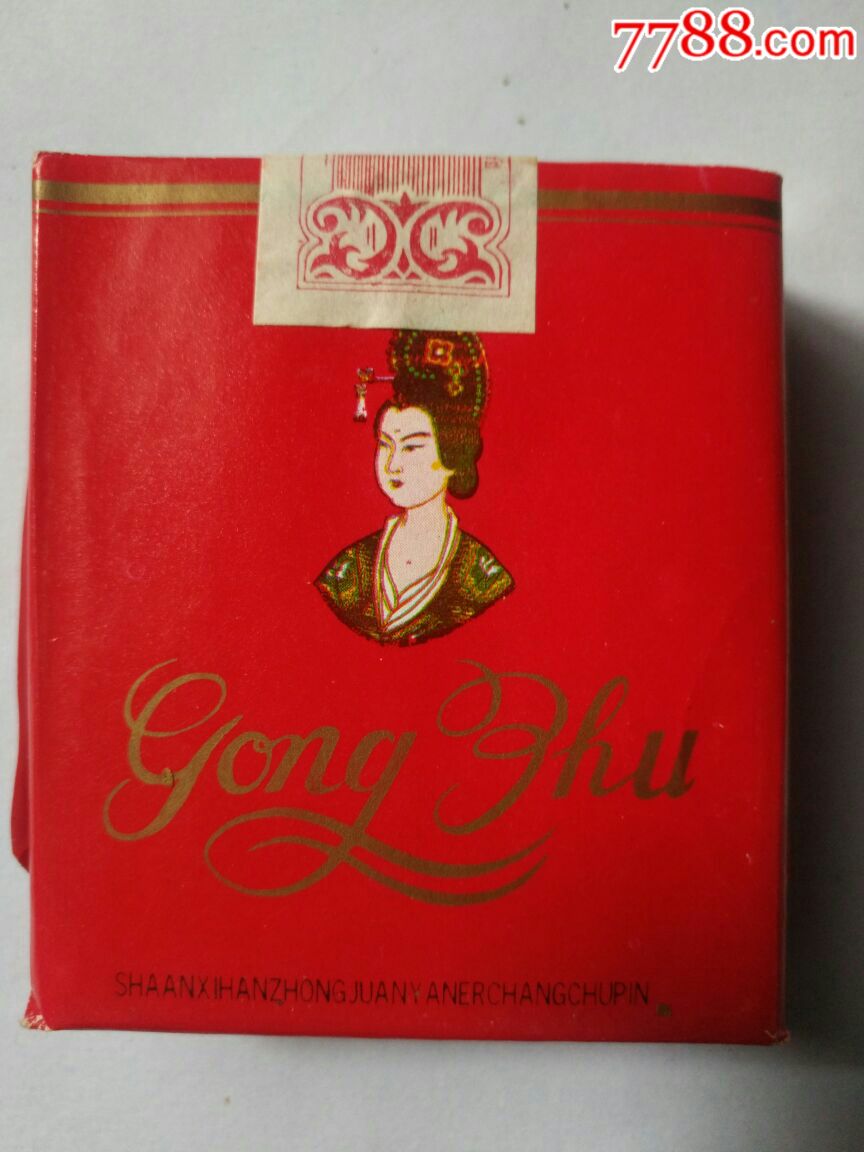 7788.com
Gong Zhu
SHAANXIHANZHONGJUANYANERCHANGCHUPIN